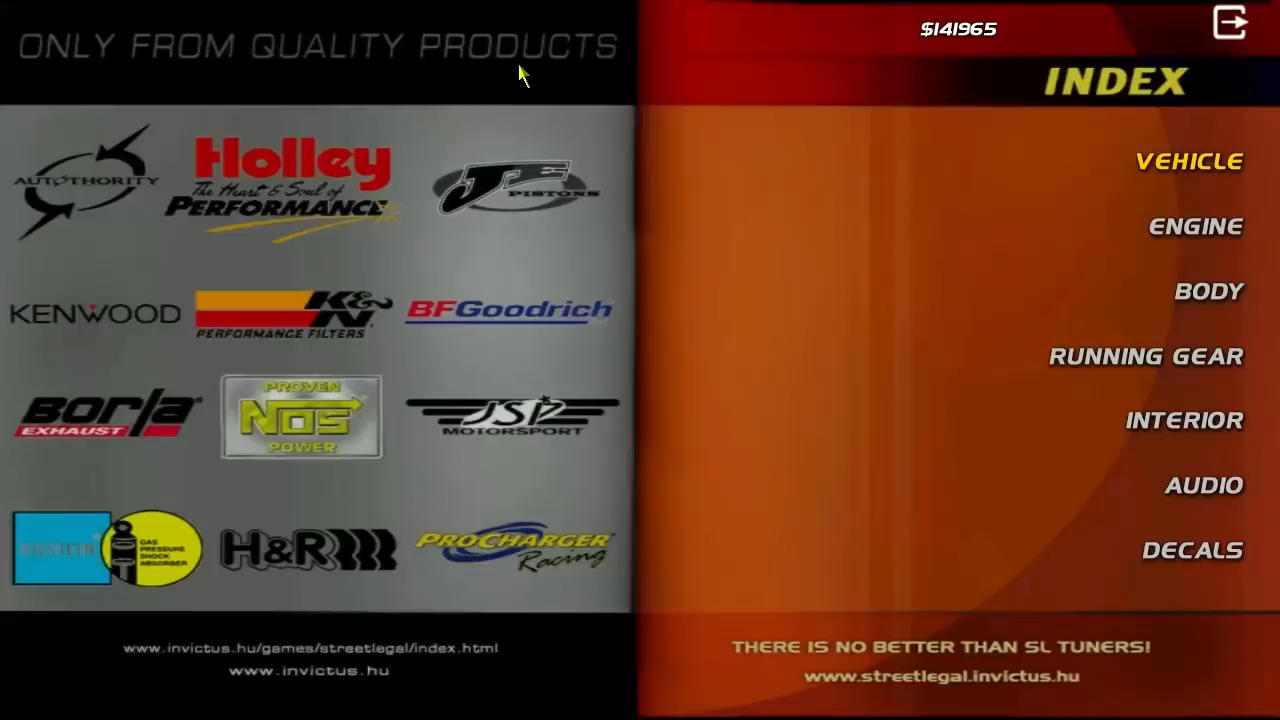 ONLY FROM QUALITY PRODUCTS
AUTOTHORITY
Holley
The Heart & Soul of
PERFORMANCE
JE
PISTONS
KENWOOD
K&N
PERFORMANCE FILTERS
BFGoodrich
Borla
EXHAUST
PROVEN
NOS
POWER
JSP
MOTORSPORT
BILSTEIN
GAS
PRESSURE
SHOCK
ABSORBER
H&R
PROCHARGER
Racing
www.invictus.hu/games/streetlegal/index.html
www.invictus.hu
$141965
INDEX
VEHICLE
ENGINE
BODY
RUNNING GEAR
INTERIOR
AUDIO
DECALS
THERE IS NO BETTER THAN SL TUNERS!
www.streetlegal.invictus.hu